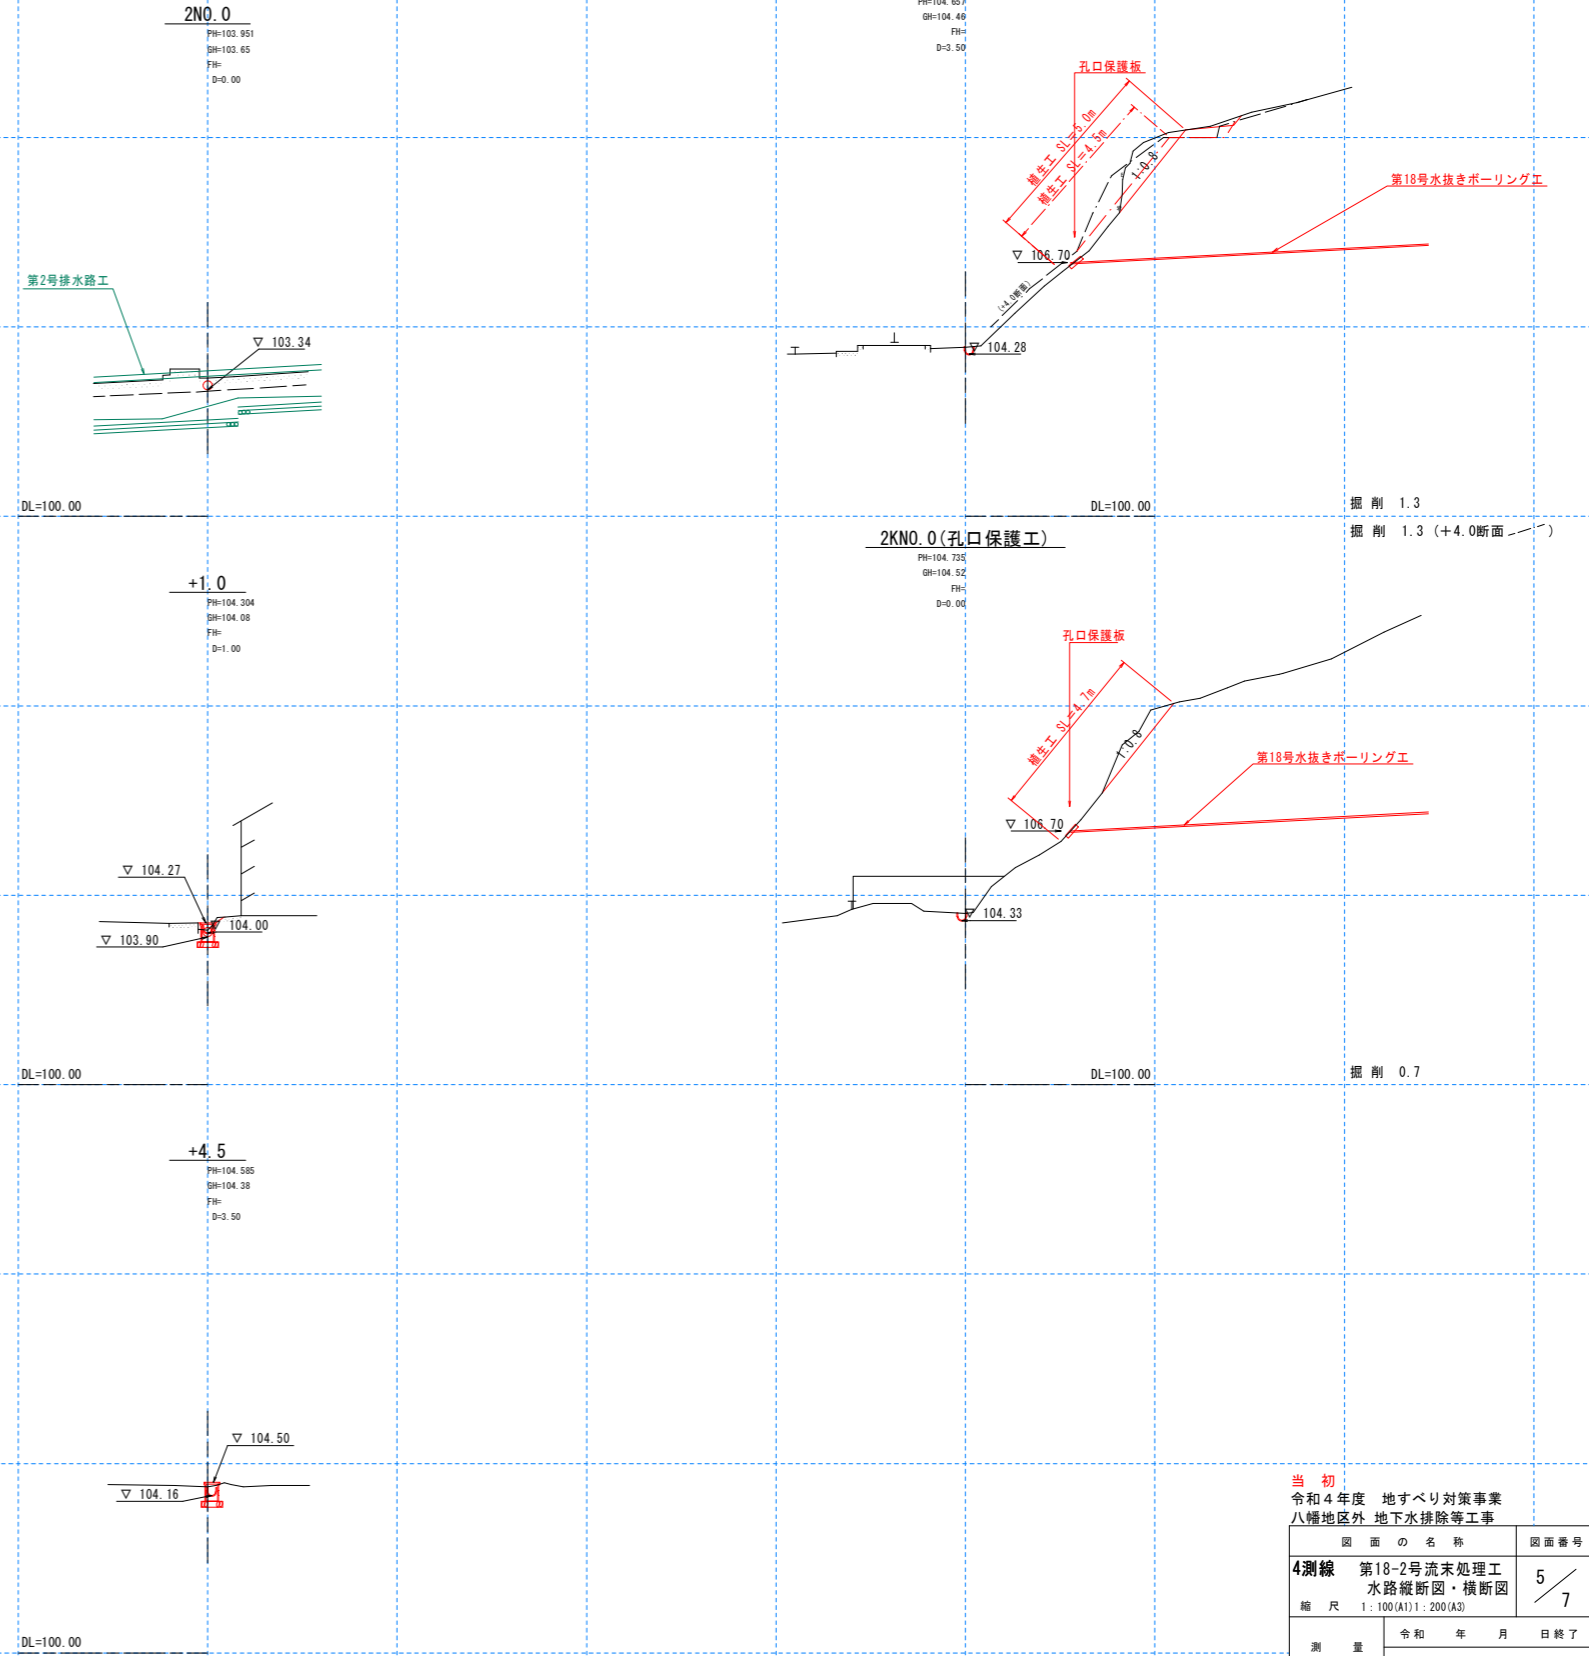 2NO.0
PH=103.951
GH=103.65
FH=
D=0.00
第2号排水路工
▽ 103.34
DL=100.00
+1.0
PH=104.304
GH=104.08
FH=
D=1.00
▽ 104.27
▽ 104.00
▽ 103.90
DL=100.00
+4.5
PH=104.585
GH=104.38
FH=
D=3.50
▽ 104.50
▽ 104.16
DL=100.00
PH=104.657
GH=104.46
FH=
D=3.50
孔口保護板
植生工 SL=5.0m
植生工 SL=4.5m
1:0.8
第18号水抜きボーリング工
▽ 106.70
(+4.0断面)
▽ 104.28
DL=100.00
掘 削 1.3
掘 削 1.3 (+4.0断面 )
2KNO.0(孔口保護工)
PH=104.735
GH=104.52
FH=
D=0.00
孔口保護板
植生工 SL=4.7m
1:0.8
第18号水抜きボーリング工
▽ 106.70
▽ 104.33
DL=100.00
掘 削 0.7
当 初
令和４年度 地すべり対策事業
八幡地区外 地下水排除等工事
図 面 の 名 称 図面番号
4測線 第18-2号流末処理工
水路縦断図・横断図
5/7
縮 尺 1:100(A1)1:200(A3)
測 量 令和 年 月 日終了